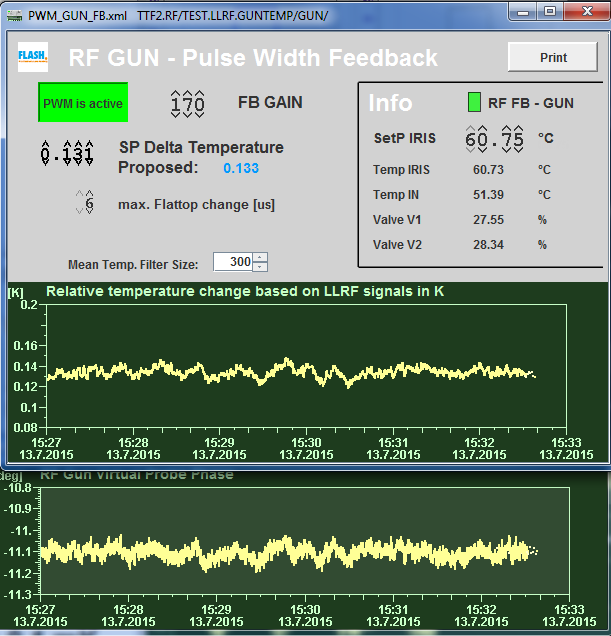 PWM_GUN_FB.xml TTF2.RF/TEST.LLRF.GUNTEMP/GUN/
FLASH.
RF GUN - Pulse Width Feedback
Print
PWM is active
170
FB GAIN
0.131
SP Delta Temperature
Proposed: 0.133
6
max. Flattop change [us]
Mean Temp. Filter Size: 300
Info
RF FB - GUN
SetP IRIS 60.75 °C
Temp IRIS 60.73 °C
Temp IN 51.39 °C
Valve V1 27.55 %
Valve V2 28.34 %
[K] Relative temperature change based on LLRF signals in K
0.2
0.16
0.14
0.12
0.1
0.08
15:27 15:28 15:29 15:30 15:31 15:32 15:33
13.7.2015 13.7.2015 13.7.2015 13.7.2015 13.7.2015 13.7.2015 13.7.2015
deg] RF Gun Virtual Probe Phase
-10.8
-10.9
-11.
-11.1
-11.2
-11.3
15:27 15:28 15:29 15:30 15:31 15:32 15:33
13.7.2015 13.7.2015 13.7.2015 13.7.2015 13.7.2015 13.7.2015 13.7.2015